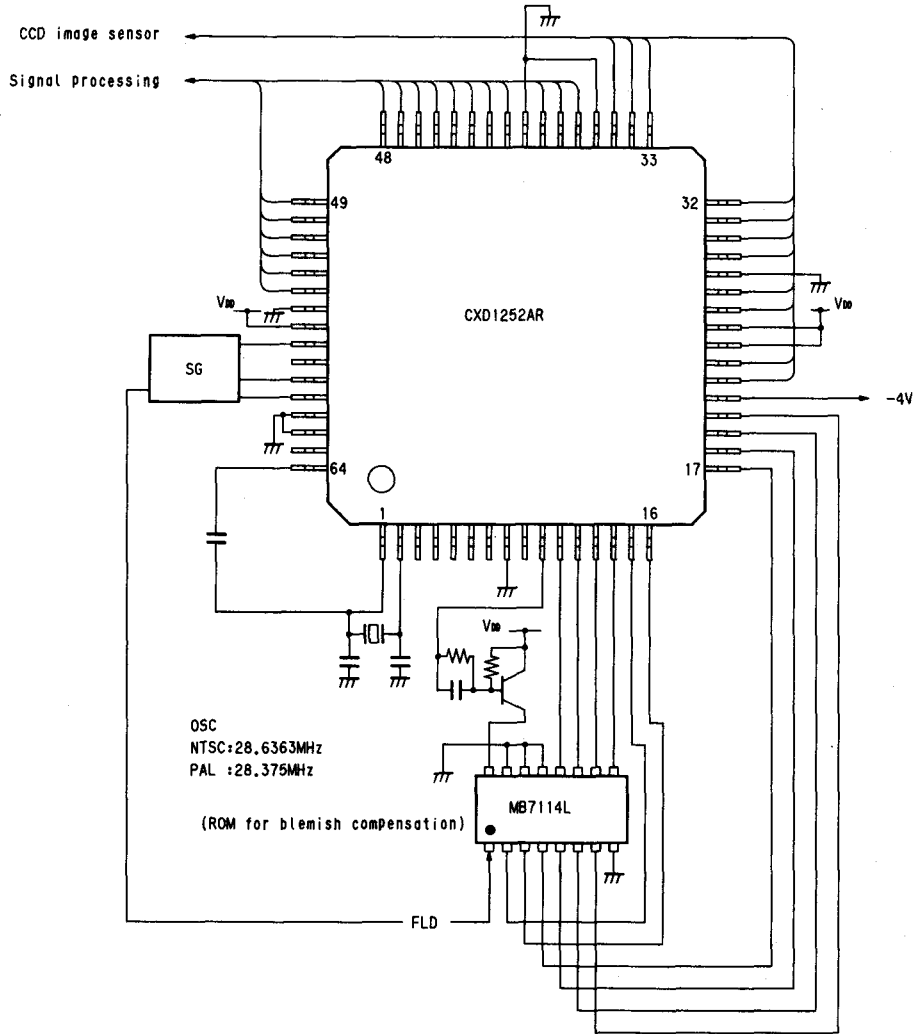 CCD image sensor
Signal processing
48
33
49
32
VDD
VDD
CXD1252AR
SG
-4V
64
17
1
16
VDD
OSC
NTSC:28.6363MHz
PAL :28.375MHz
MB7114L
(ROM for blemish compensation)
FLD